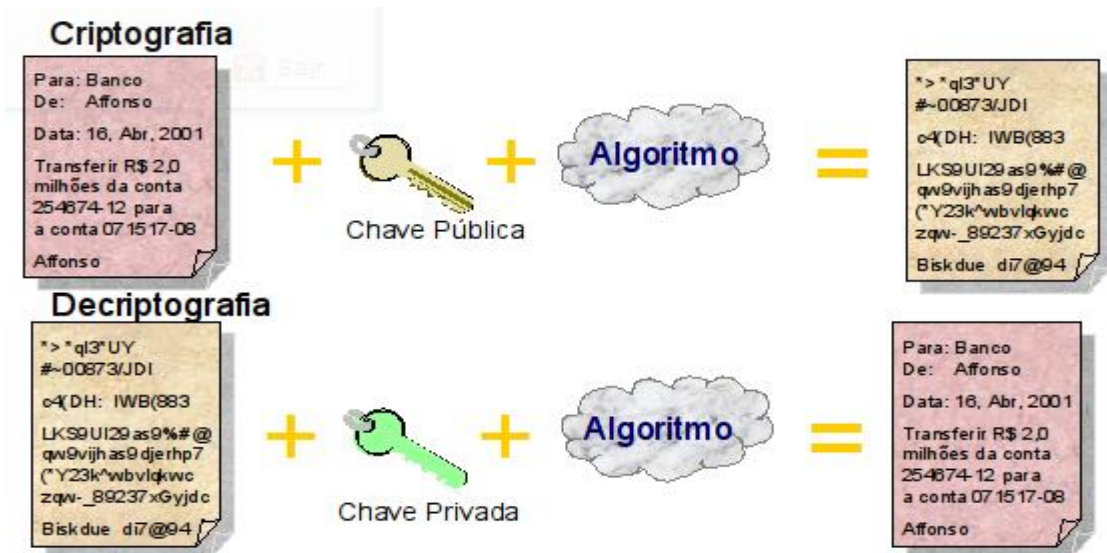 Criptografia
Sair
Para: Banco
De: Affonso
Data: 16, Abr, 2001
Transferir R$ 2,0
milhões da conta
254674-12 para
a conta 071517-08
Affonso
+
Chave Pública
+
Algoritmo
=
*> *ql3*UY
#~00873/JDI
c4(DH: IWB(883
LKS9UI29as9%#@
qw9vijhas9djerhp7
(*Y23k^wbvlqkwc
zqw-_89237xGyjdc
Biskdue di7@94
Decriptografia
*> *ql3*UY
#~00873/JDI
c4(DH: IWB(883
LKS9UI29as9%#@
qw9vijhas9djerhp7
(*Y23k^wbvlqkwc
zqw-_89237xGyjdc
Biskdue di7@94
+
Chave Privada
+
Algoritmo
=
Para: Banco
De: Affonso
Data: 16, Abr, 2001
Transferir R$ 2,0
milhões da conta
254674-12 para
a conta 071517-08
Affonso